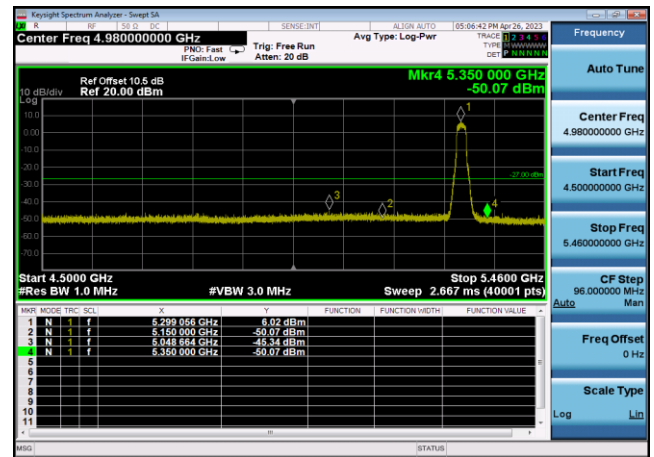 Keysight Spectrum Analyzer - Swept SA
R RF 50 Ω DC SENSE:INT ALIGN AUTO 05:06:42 PM Apr 26, 2023
Center Freq 4.980000000 GHz
PNO: Fast
IFGain:Low
Trig: Free Run
Atten: 20 dB
Avg Type: Log-Pwr
TRACE 1 2 3 4 5 6
TYPE M WWWWW
DET P N N N N N
Ref Offset 10.5 dB
Ref 20.00 dBm
Mkr4 5.350 000 GHz
-50.07 dBm
10 dB/div
Log
10.0
0.00
-10.0
-20.0
-30.0
-40.0
-50.0
-60.0
-70.0
-27.00 dBm
1
3
2
4
Start 4.5000 GHz
Stop 5.4600 GHz
#Res BW 1.0 MHz
#VBW 3.0 MHz
Sweep 2.667 ms (40001 pts)
MKR MODE TRC SCL X Y FUNCTION FUNCTION WIDTH FUNCTION VALUE
1 N 1 f 5.299 056 GHz 6.02 dBm
2 N 1 f 5.150 000 GHz -50.07 dBm
3 N 1 f 5.048 664 GHz -45.34 dBm
4 N 1 f 5.350 000 GHz -50.07 dBm
5
6
7
8
9
10
11
MSG
STATUS
Frequency
Auto Tune
Center Freq
4.980000000 GHz
Start Freq
4.500000000 GHz
Stop Freq
5.460000000 GHz
CF Step
96.000000 MHz
Auto Man
Freq Offset
0 Hz
Scale Type
Log Lin